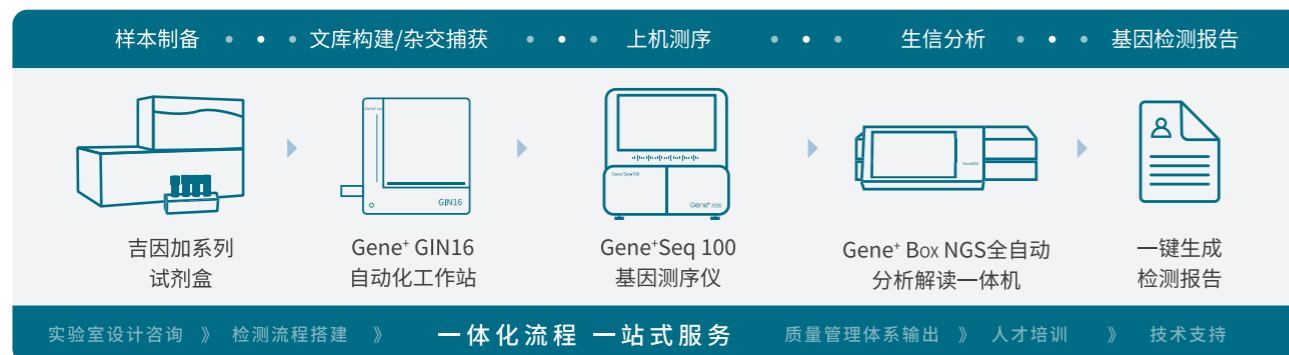 样本制备 文库构建/杂交捕获 上机测序 生信分析 基因检测报告
GIN16
Gene⁺Seq-100
Gene⁺
吉因加系列
试剂盒
Gene⁺ GIN16
自动化工作站
Gene⁺Seq 100
基因测序仪
Gene⁺ Box NGS全自动
分析解读一体机
一键生成
检测报告
实验室设计咨询 》 检测流程搭建 》 一体化流程 一站式服务 质量管理体系输出 》 人才培训 》 技术支持